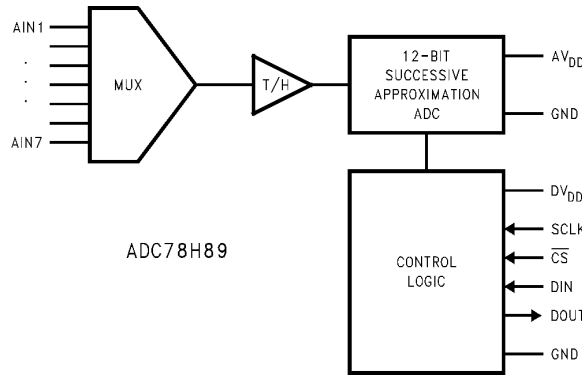 AIN1
.
.
.
AIN7
MUX
T/H
12-BIT
SUCCESSIVE
APPROXIMATION
ADC
AVDD
GND
CONTROL
LOGIC
DVDD
SCLK
CS
DIN
DOUT
GND
ADC78H89